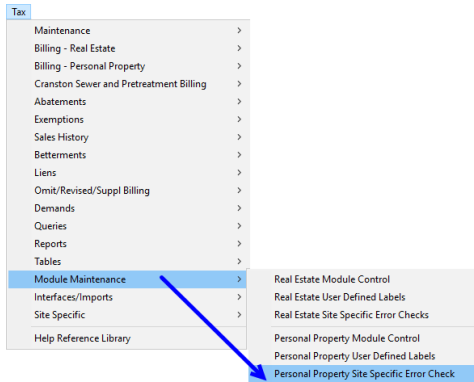 Tax
Maintenance
Billing - Real Estate
Billing - Personal Property
Cranston Sewer and Pretreatment Billing
Abatements
Exemptions
Sales History
Betterments
Liens
Omit/Revised/Suppl Billing
Demands
Queries
Reports
Tables
Module Maintenance
Interfaces/Imports
Site Specific
Help Reference Library
Real Estate Module Control
Real Estate User Defined Labels
Real Estate Site Specific Error Checks
Personal Property Module Control
Personal Property User Defined Labels
Personal Property Site Specific Error Check